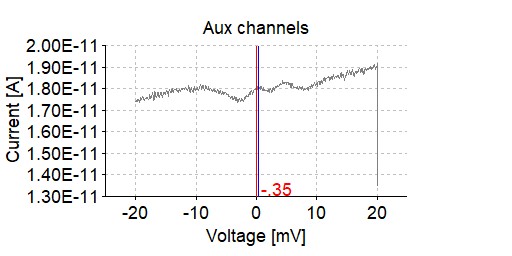 Aux channels
2.00E-11
1.90E-11
1.80E-11
1.70E-11
1.60E-11
1.50E-11
1.40E-11
1.30E-11
Current [A]
-.35
-20 -10 0 10 20
Voltage [mV]